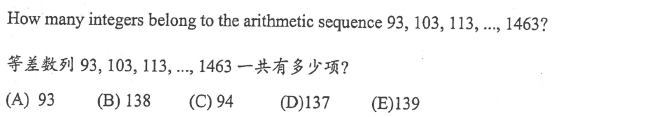 How many integers belong to the arithmetic sequence 93, 103, 113, ..., 1463?
等差数列 93, 103, 113, ..., 1463 一共有多少项?
(A) 93 (B) 138 (C) 94 (D)137 (E)139